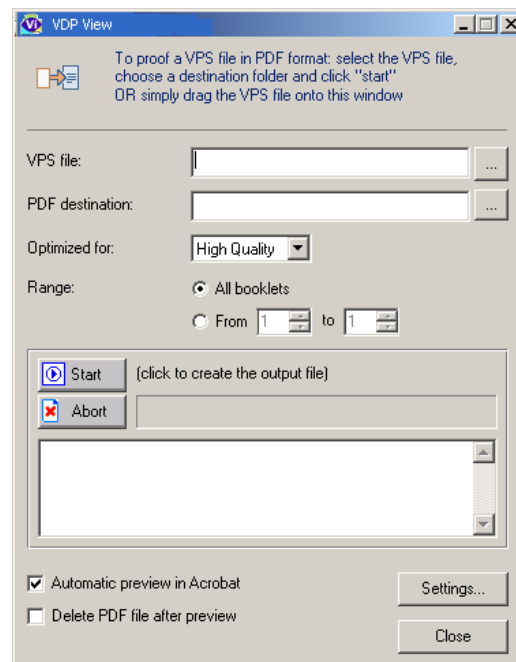 VDP View
To proof a VPS file in PDF format: select the VPS file,
choose a destination folder and click "start"
OR simply drag the VPS file onto this window
VPS file:
...
PDF destination:
...
Optimized for:
High Quality
Range:
All booklets
From 1 to 1
Start (click to create the output file)
Abort
Automatic preview in Acrobat
Settings...
Delete PDF file after preview
Close